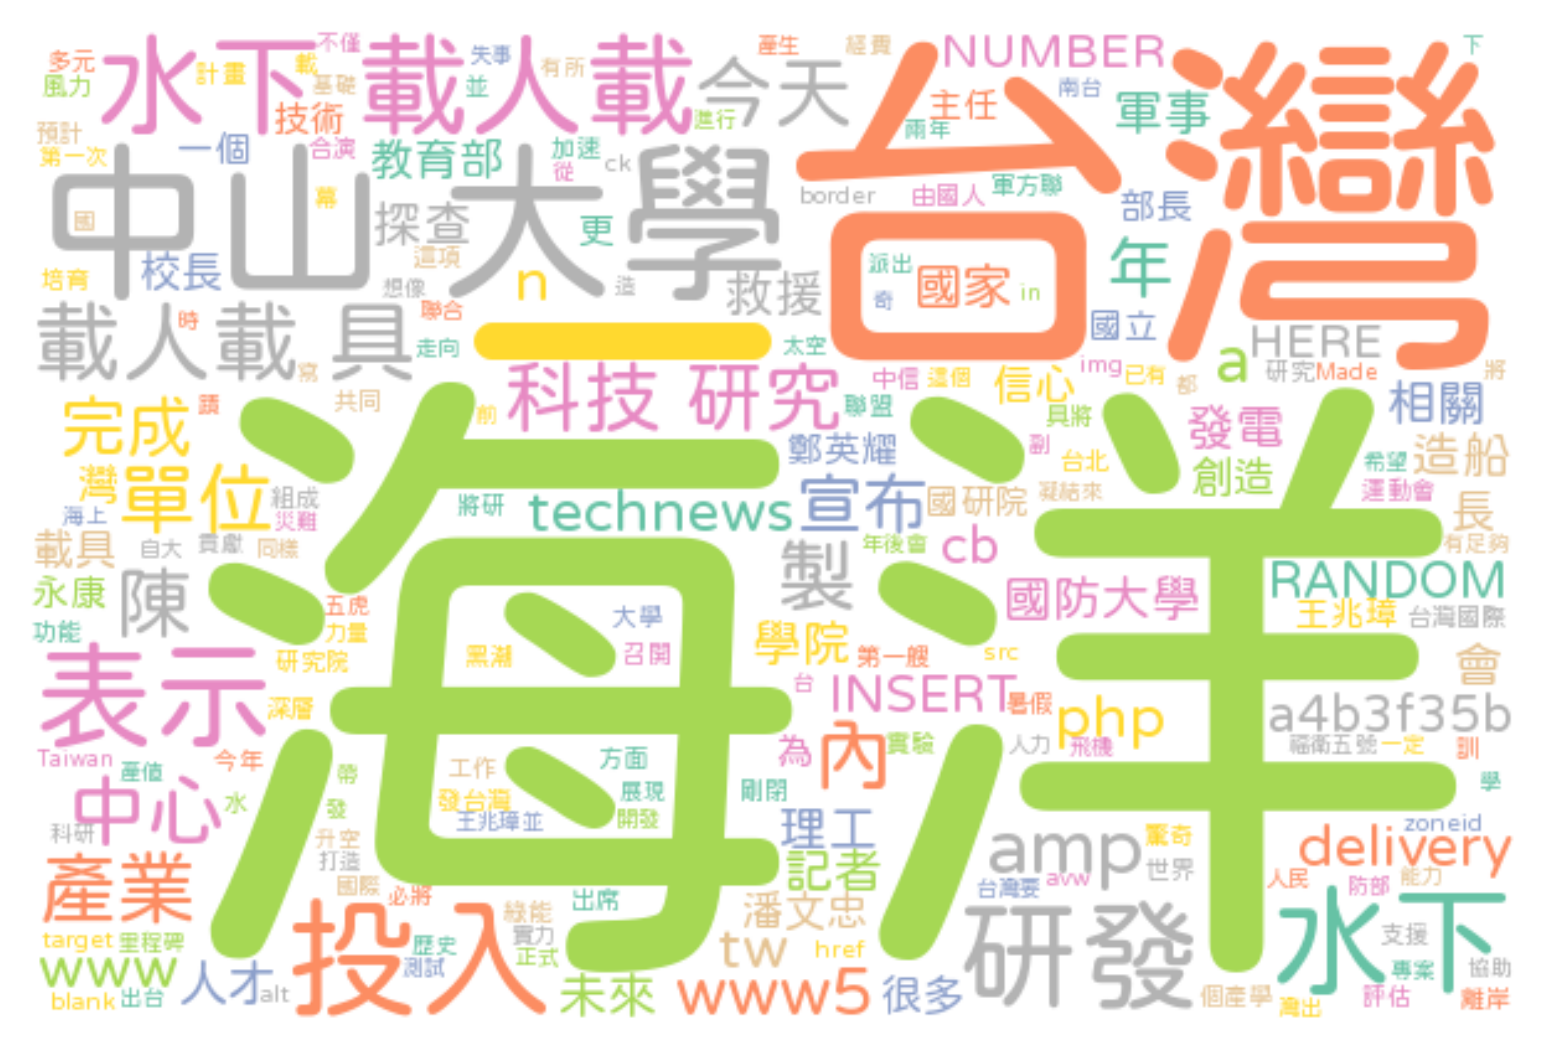 多元 水下 載人載 不僅 計畫 載 失事 有所 產生 經費 NUMBER 下
風力 基礎 並 今天 台灣 南台
技術 進行 主任 軍事
預計 一個 合演 教育部 加速 兩年
第一次 從 ck
中山大學 border 由國人 軍方聯
國 幕 探查 更 部長
校長 這項 派出 國家 年
培育 想像 n 造 救援 奇 in
載人載 具 時 聯合 國立
走向 一 太空 HERE
窩 科技 研究 中信 這個 信心 img 已有 都 a 研究 Made 將
完成 蹟 共同 前 聯盟 具將 發電 相關
灣 單位 鄭英耀 副 台北 創造 希望 造船
組成 海洋 將研 technews 宣布 國研院 凝結來 運動會 長
海上 災難
載具 自大 貢獻 同樣 製 年後會 cb 有足夠
永康 陳 國防大學 RANDOM
五虎 大學 王兆璋 台灣國際
功能 力量 學院
表示 研究院 黑潮 召開 第一艘 src 會
深層 台 INSERT 暑假 php a4b3f35b
Taiwan 產值 今年 方面 為 內 實驗 人力 飛機 福衛五號 一定 訓
中心 水 帶 工作 展現 剛閉 學
發 發台灣
科研 升空 王兆璋並 開發 理工 zoneid
產業 打造 記者 amp 驚奇 delivery
國際 世界
必將 出席 台灣要 avw 人民 防部 能力
投入 綠能 潘文忠 研發 水下
target 里程碑 歷史 實力 tw href 支援
www 人才 測試 正式 專案 協助
blank 出台 alt 未來 www5 很多 個產學 灣出 評估 離岸